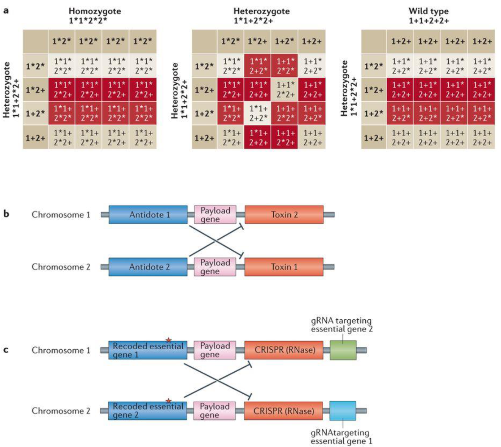 a
Homozygote
1*1*2*2*
Heterozygote
1*1+2*2+
1*2* 1*2* 1*2* 1*2*
1*2* 1*1* 1*1* 1*1* 1*1*
2*2* 2*2* 2*2* 2*2*
1*2+ 1*1* 1*1* 1*1* 1*1*
2*2+ 2*2+ 2*2+ 2*2+
1+2* 1*1+ 1*1+ 1*1+ 1*1+
2*2* 2*2* 2*2* 2*2*
1+2+ 1*1+ 1*1+ 1*1+ 1*1+
2*2+ 2*2+ 2*2+ 2*2+
Heterozygote
1*1+2*2+
Heterozygote
1*1+2*2+
1*2* 1*2+ 1+2* 1+2+
1*2* 1*1* 1*1* 1+1* 1+1*
2*2* 2+2* 2*2* 2+2*
1*2+ 1*1* 1*1* 1+1* 1+1*
2*2+ 2+2+ 2*2+ 2+2+
1+2* 1*1+ 1*1+ 1+1+ 1+1+
2*2* 2+2* 2*2* 2+2*
1+2+ 1*1+ 1*1+ 1+1+ 1+1+
2*2+ 2+2+ 2*2+ 2+2+
Wild type
1+1+2+2+
Heterozygote
1*1+2*2+
1+2+ 1+2+ 1+2+ 1+2+
1*2* 1+1* 1+1* 1+1* 1+1*
2+2* 2+2* 2+2* 2+2*
1*2+ 1+1* 1+1* 1+1* 1+1*
2+2+ 2+2+ 2+2+ 2+2+
1+2* 1+1+ 1+1+ 1+1+ 1+1+
2+2* 2+2* 2+2* 2+2*
1+2+ 1+1+ 1+1+ 1+1+ 1+1+
2+2+ 2+2+ 2+2+ 2+2+
b
Chromosome 1 Antidote 1 Payload gene Toxin 2
Chromosome 2 Antidote 2 Payload gene Toxin 1
c
gRNA targeting
essential gene 2
Chromosome 1 Recoded essential gene 1 Payload gene CRISPR (RNase)
Chromosome 2 Recoded essential gene 2 Payload gene CRISPR (RNase)
gRNA targeting
essential gene 1